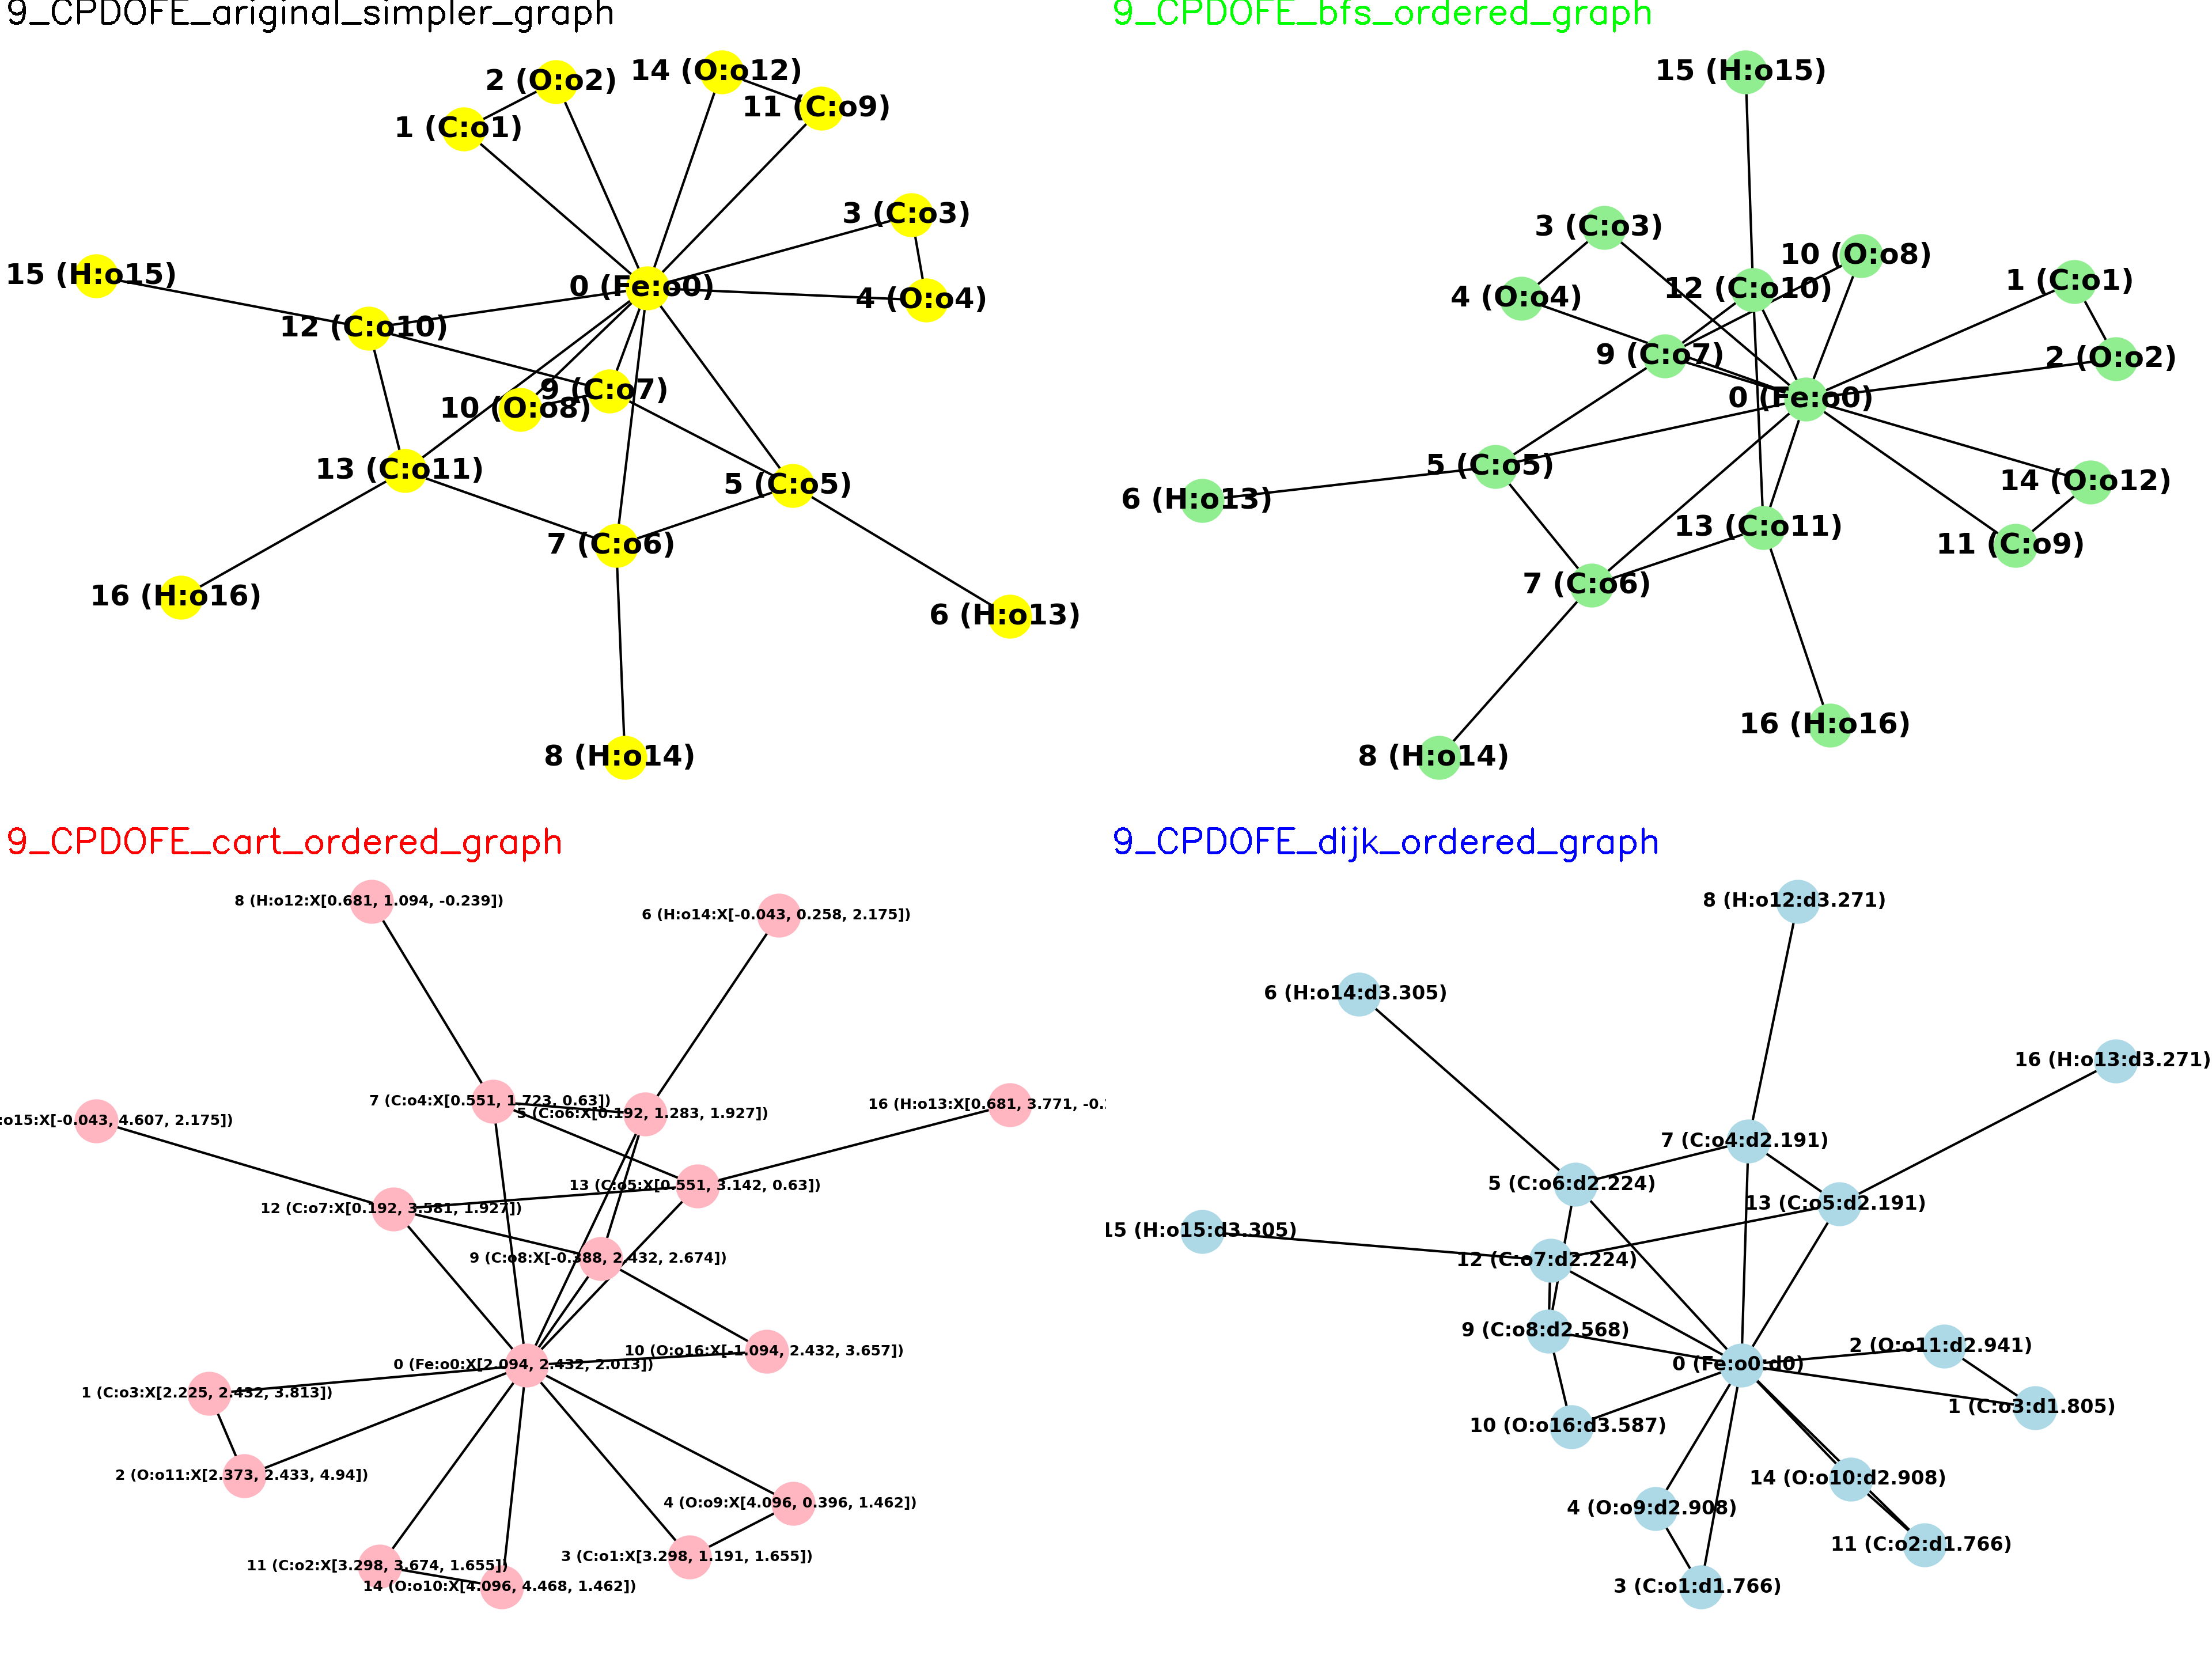 9_CPDOFE_ariginal_simpler_graph
2 (O:o2)
14 (O:o12)
11 (C:o9)
1 (C:o1)
3 (C:o3)
15 (H:o15)
0 (Fe:o0)
4 (O:o4)
12 (C:o10)
9 (C:o7)
10 (O:o8)
13 (C:o11)
5 (C:o5)
7 (C:o6)
16 (H:o16)
6 (H:o13)
8 (H:o14)
9_CPDOFE_bfs_ordered_graph
15 (H:o15)
3 (C:o3)
10 (O:o8)
1 (C:o1)
4 (O:o4)
12 (C:o10)
9 (C:o7)
2 (O:o2)
0 (Fe:o0)
5 (C:o5)
14 (O:o12)
6 (H:o13)
13 (C:o11)
11 (C:o9)
7 (C:o6)
16 (H:o16)
8 (H:o14)
9_CPDOFE_cart_ordered_graph
8 (H:o12:X[0.681, 1.094, -0.239])
6 (H:o14:X[-0.043, 0.258, 2.175])
7 (C:o4:X[0.551, 1.723, 0.63])
5 (C:o6:X[0.192, 1.283, 1.927])
16 (H:o13:X[0.681, 3.771, -0.
:o15:X[-0.043, 4.607, 2.175])
13 (C:o5:X[0.551, 3.142, 0.63])
12 (C:o7:X[0.192, 3.581, 1.927])
9 (C:o8:X[-0.388, 2.432, 2.674])
10 (O:o16:X[-1.094, 2.432, 3.657])
0 (Fe:o0:X[2.094, 2.432, 2.013])
1 (C:o3:X[2.225, 2.432, 3.813])
2 (O:o11:X[2.373, 2.433, 4.94])
4 (O:o9:X[4.096, 0.396, 1.462])
3 (C:o1:X[3.298, 1.191, 1.655])
11 (C:o2:X[3.298, 3.674, 1.655])
14 (O:o10:X[4.096, 4.468, 1.462])
9_CPDOFE_dijk_ordered_graph
8 (H:o12:d3.271)
6 (H:o14:d3.305)
16 (H:o13:d3.271)
7 (C:o4:d2.191)
5 (C:o6:d2.224)
13 (C:o5:d2.191)
15 (H:o15:d3.305)
12 (C:o7:d2.224)
9 (C:o8:d2.568)
2 (O:o11:d2.941)
0 (Fe:o0:d0)
1 (C:o3:d1.805)
10 (O:o16:d3.587)
14 (O:o10:d2.908)
4 (O:o9:d2.908)
11 (C:o2:d1.766)
3 (C:o1:d1.766)